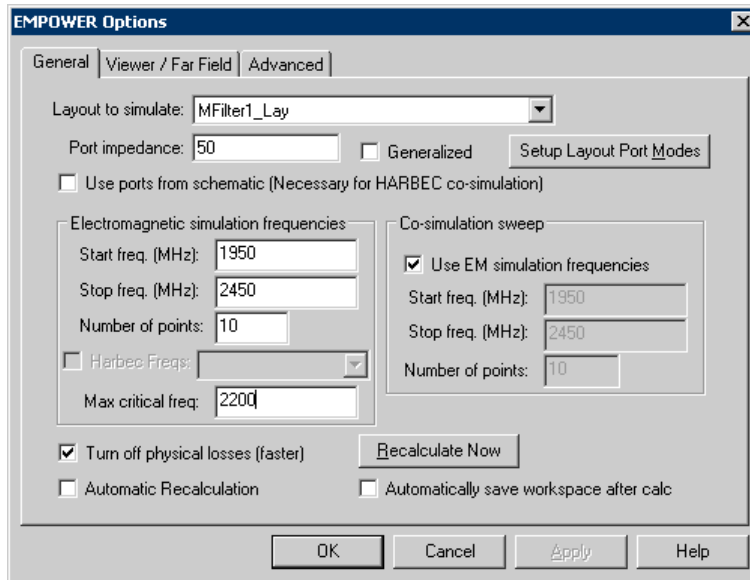 EMPOWER Options
General Viewer / Far Field Advanced
Layout to simulate: MFilter1_Lay
Port impedance: 50 Generalized Setup Layout Port Modes
Use ports from schematic (Necessary for HARBEC co-simulation)
Electromagnetic simulation frequencies
Start freq. (MHz): 1950
Stop freq. (MHz): 2450
Number of points: 10
Harbec Freqs:
Max critical freq: 2200
Co-simulation sweep
Use EM simulation frequencies
Start freq. (MHz): 1950
Stop freq. (MHz): 2450
Number of points: 10
Turn off physical losses (faster) Recalculate Now
Automatic Recalculation Automatically save workspace after calc
OK Cancel Apply Help